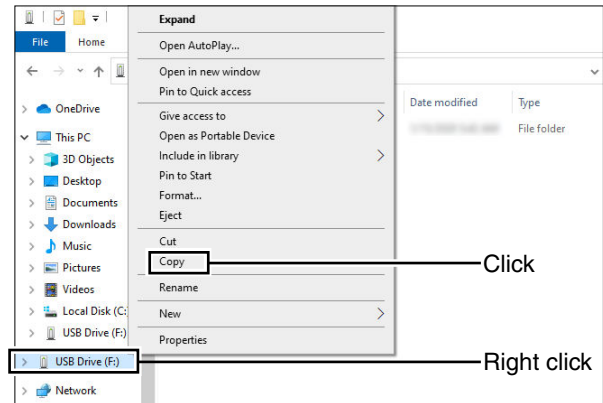 File
Home
Expand
Open AutoPlay...
Open in new window
Pin to Quick access
Give access to
Open as Portable Device
Include in library
Pin to Start
Format...
Eject
Cut
Copy
Rename
New
Properties
Date modified
Type
File folder
OneDrive
This PC
3D Objects
Desktop
Documents
Downloads
Music
Pictures
Videos
Local Disk (C:
USB Drive (F:)
USB Drive (F:)
Network
Click
Right click